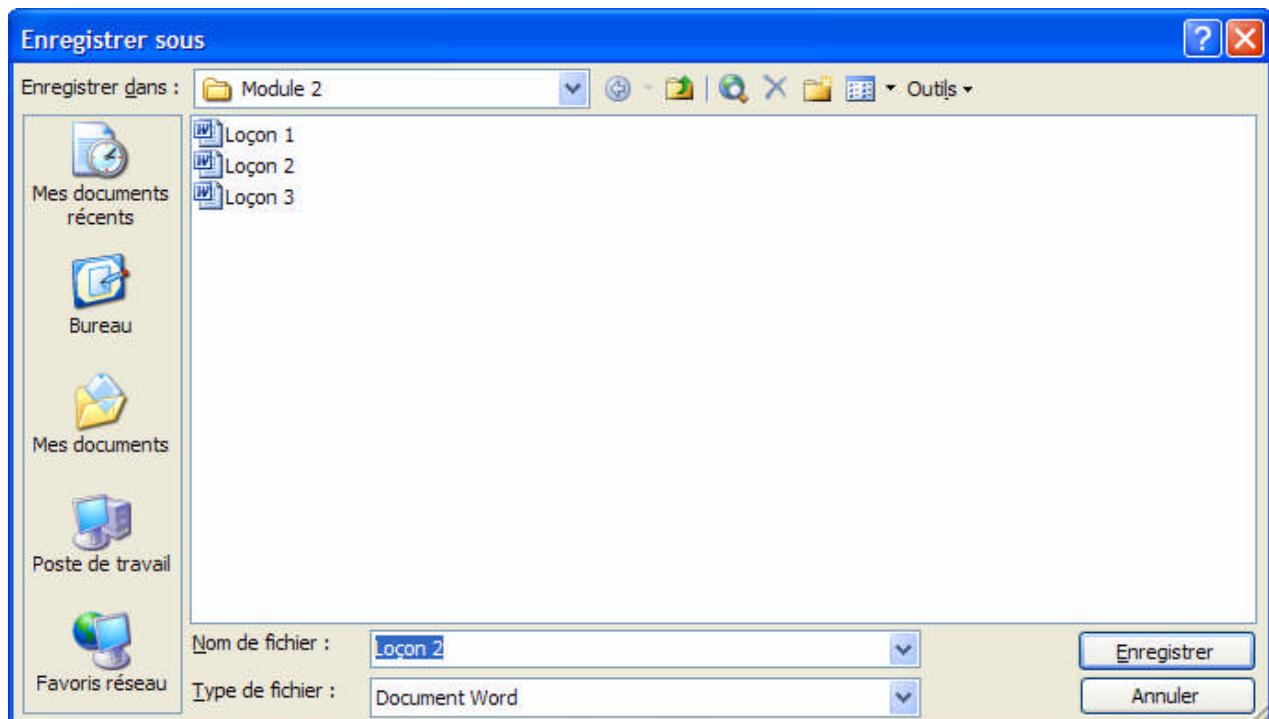 Enregistrer sous
Enregistrer dans :
Module 2
Outils
Mes documents
récents
Bureau
Mes documents
Poste de travail
Favoris réseau
Loçon 1
Loçon 2
Loçon 3
Nom de fichier :
Loçon 2
Enregistrer
Type de fichier :
Document Word
Annuler